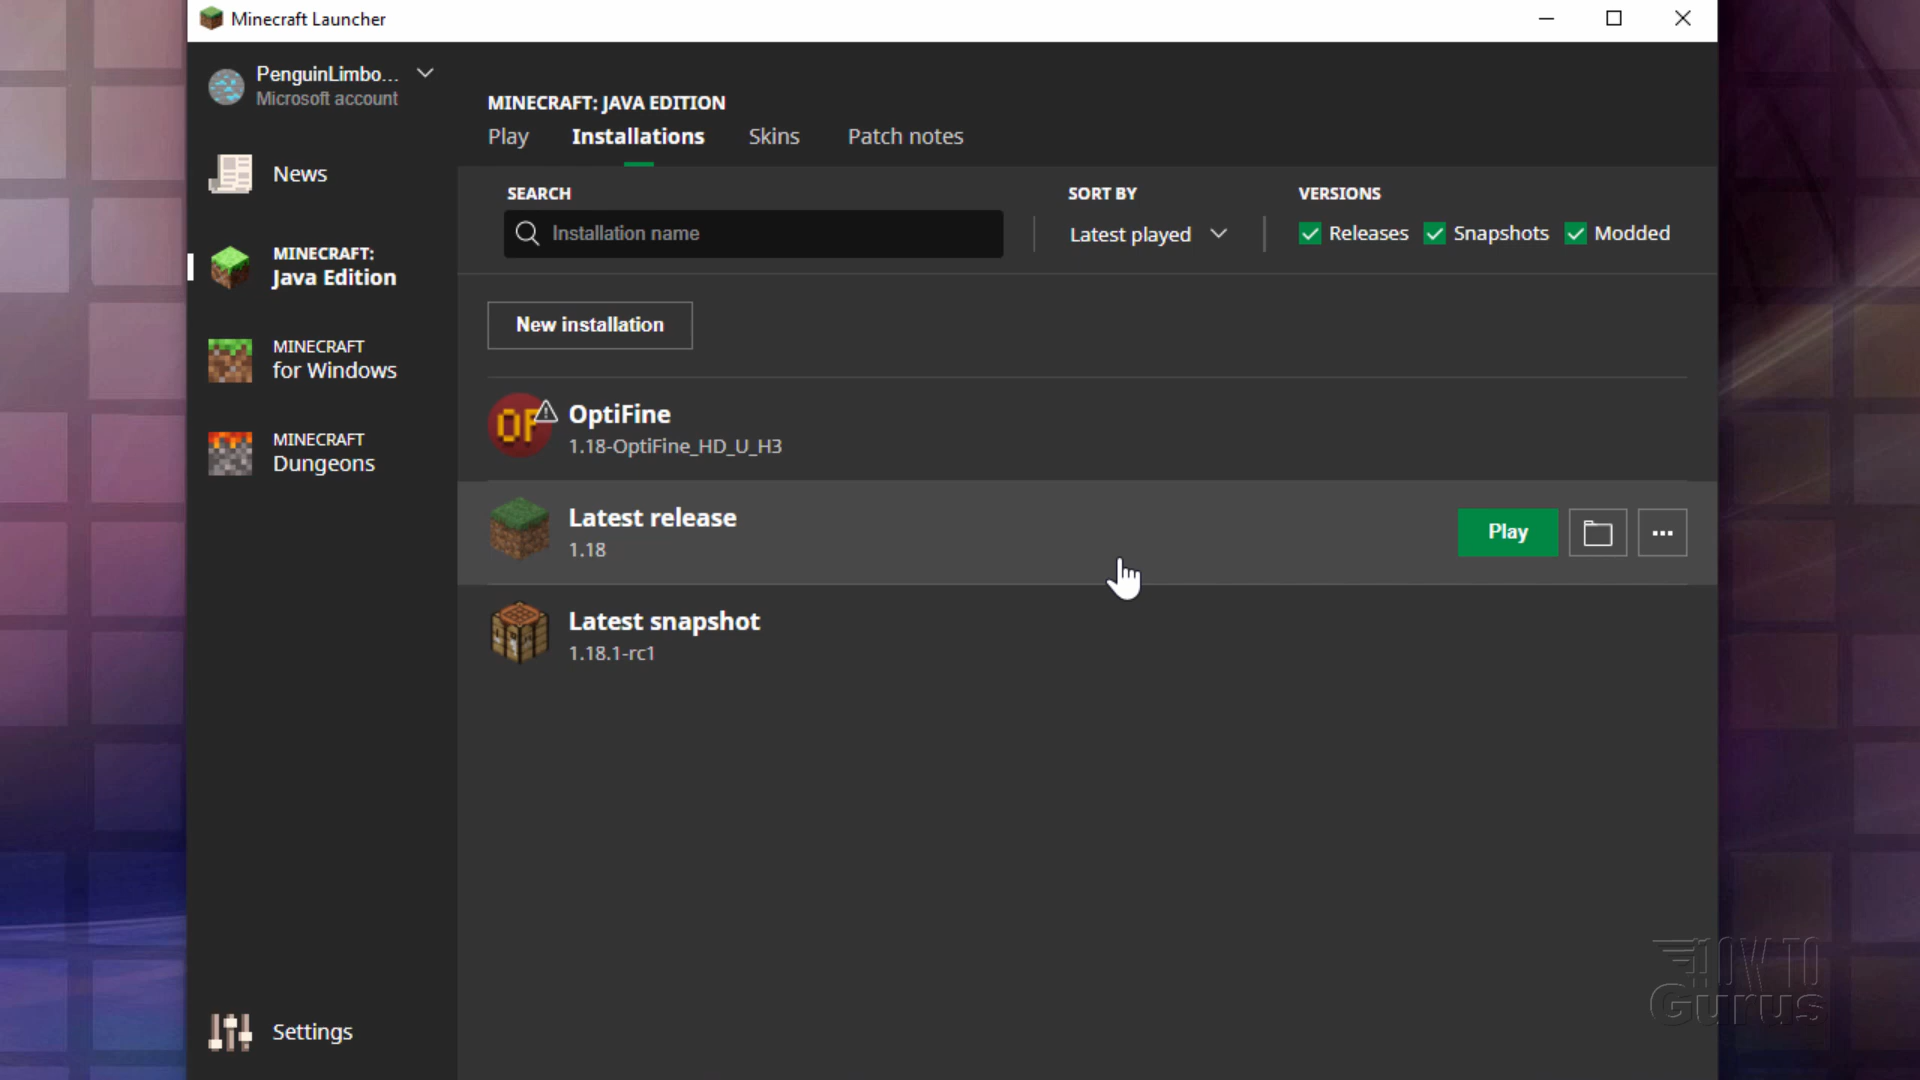 Minecraft Launcher
PenguinLimbo...
Microsoft account
News
MINECRAFT:
Java Edition
MINECRAFT
for Windows
MINECRAFT
Dungeons
Settings
MINECRAFT: JAVA EDITION
Play Installations Skins Patch notes
SEARCH
Installation name
SORT BY
Latest played
VERSIONS
Releases Snapshots Modded
New installation
OF
OptiFine
1.18-OptiFine_HD_U_H3
Latest release
1.18
Play
Latest snapshot
1.18.1-rc1
HOWTO
Gurus